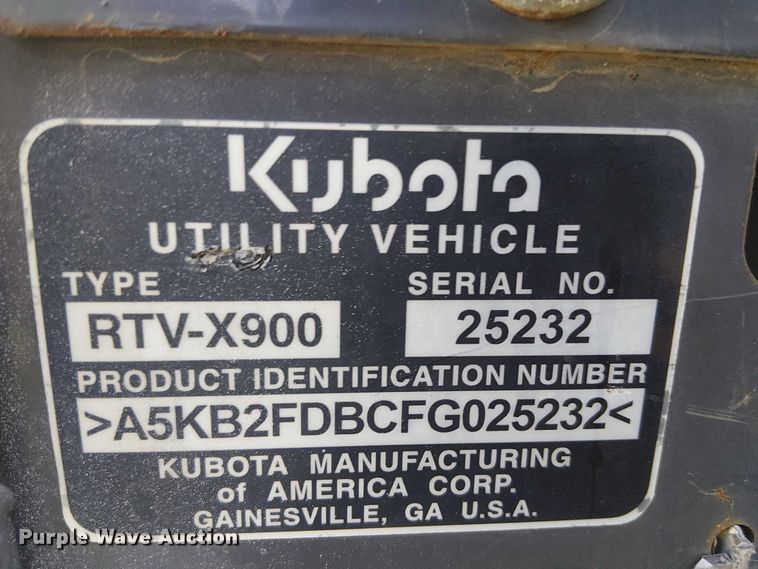 Kubota
UTILITY VEHICLE
TYPE SERIAL NO.
RTV-X900 25232
PRODUCT IDENTIFICATION NUMBER
>A5KB2FDBCFG025232<
KUBOTA MANUFACTURING
of AMERICA CORP.
GAINESVILLE, GA U.S.A.
Purple Wave Auction